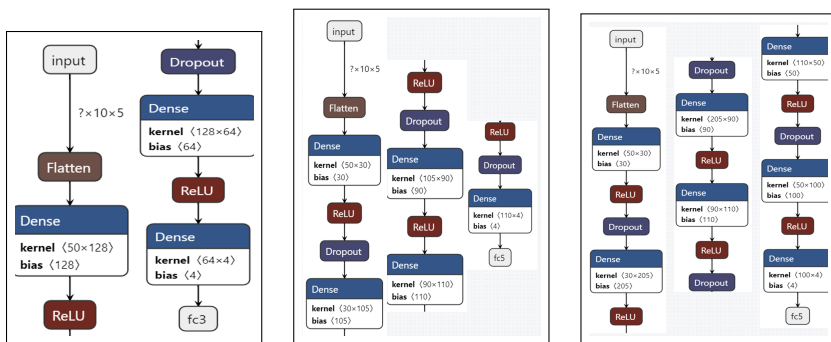 input
?×10×5
Flatten
Dense
kernel ⟨50×128⟩
bias ⟨128⟩
ReLU
Dropout
Dense
kernel ⟨128×64⟩
bias ⟨64⟩
ReLU
Dense
kernel ⟨64×4⟩
bias ⟨4⟩
fc3
input
?×10×5
Flatten
Dense
kernel ⟨50×30⟩
bias ⟨30⟩
ReLU
Dropout
Dense
kernel ⟨30×105⟩
bias ⟨105⟩
ReLU
Dropout
Dense
kernel ⟨105×90⟩
bias ⟨90⟩
ReLU
Dense
kernel ⟨90×110⟩
bias ⟨110⟩
ReLU
Dropout
Dense
kernel ⟨110×4⟩
bias ⟨4⟩
fc5
input
?×10×5
Flatten
Dense
kernel ⟨50×30⟩
bias ⟨30⟩
ReLU
Dropout
Dense
kernel ⟨30×205⟩
bias ⟨205⟩
ReLU
Dropout
Dense
kernel ⟨205×90⟩
bias ⟨90⟩
ReLU
Dense
kernel ⟨90×110⟩
bias ⟨110⟩
ReLU
Dropout
Dense
kernel ⟨110×50⟩
bias ⟨50⟩
ReLU
Dropout
Dense
kernel ⟨50×100⟩
bias ⟨100⟩
ReLU
Dense
kernel ⟨100×4⟩
bias ⟨4⟩
fc5